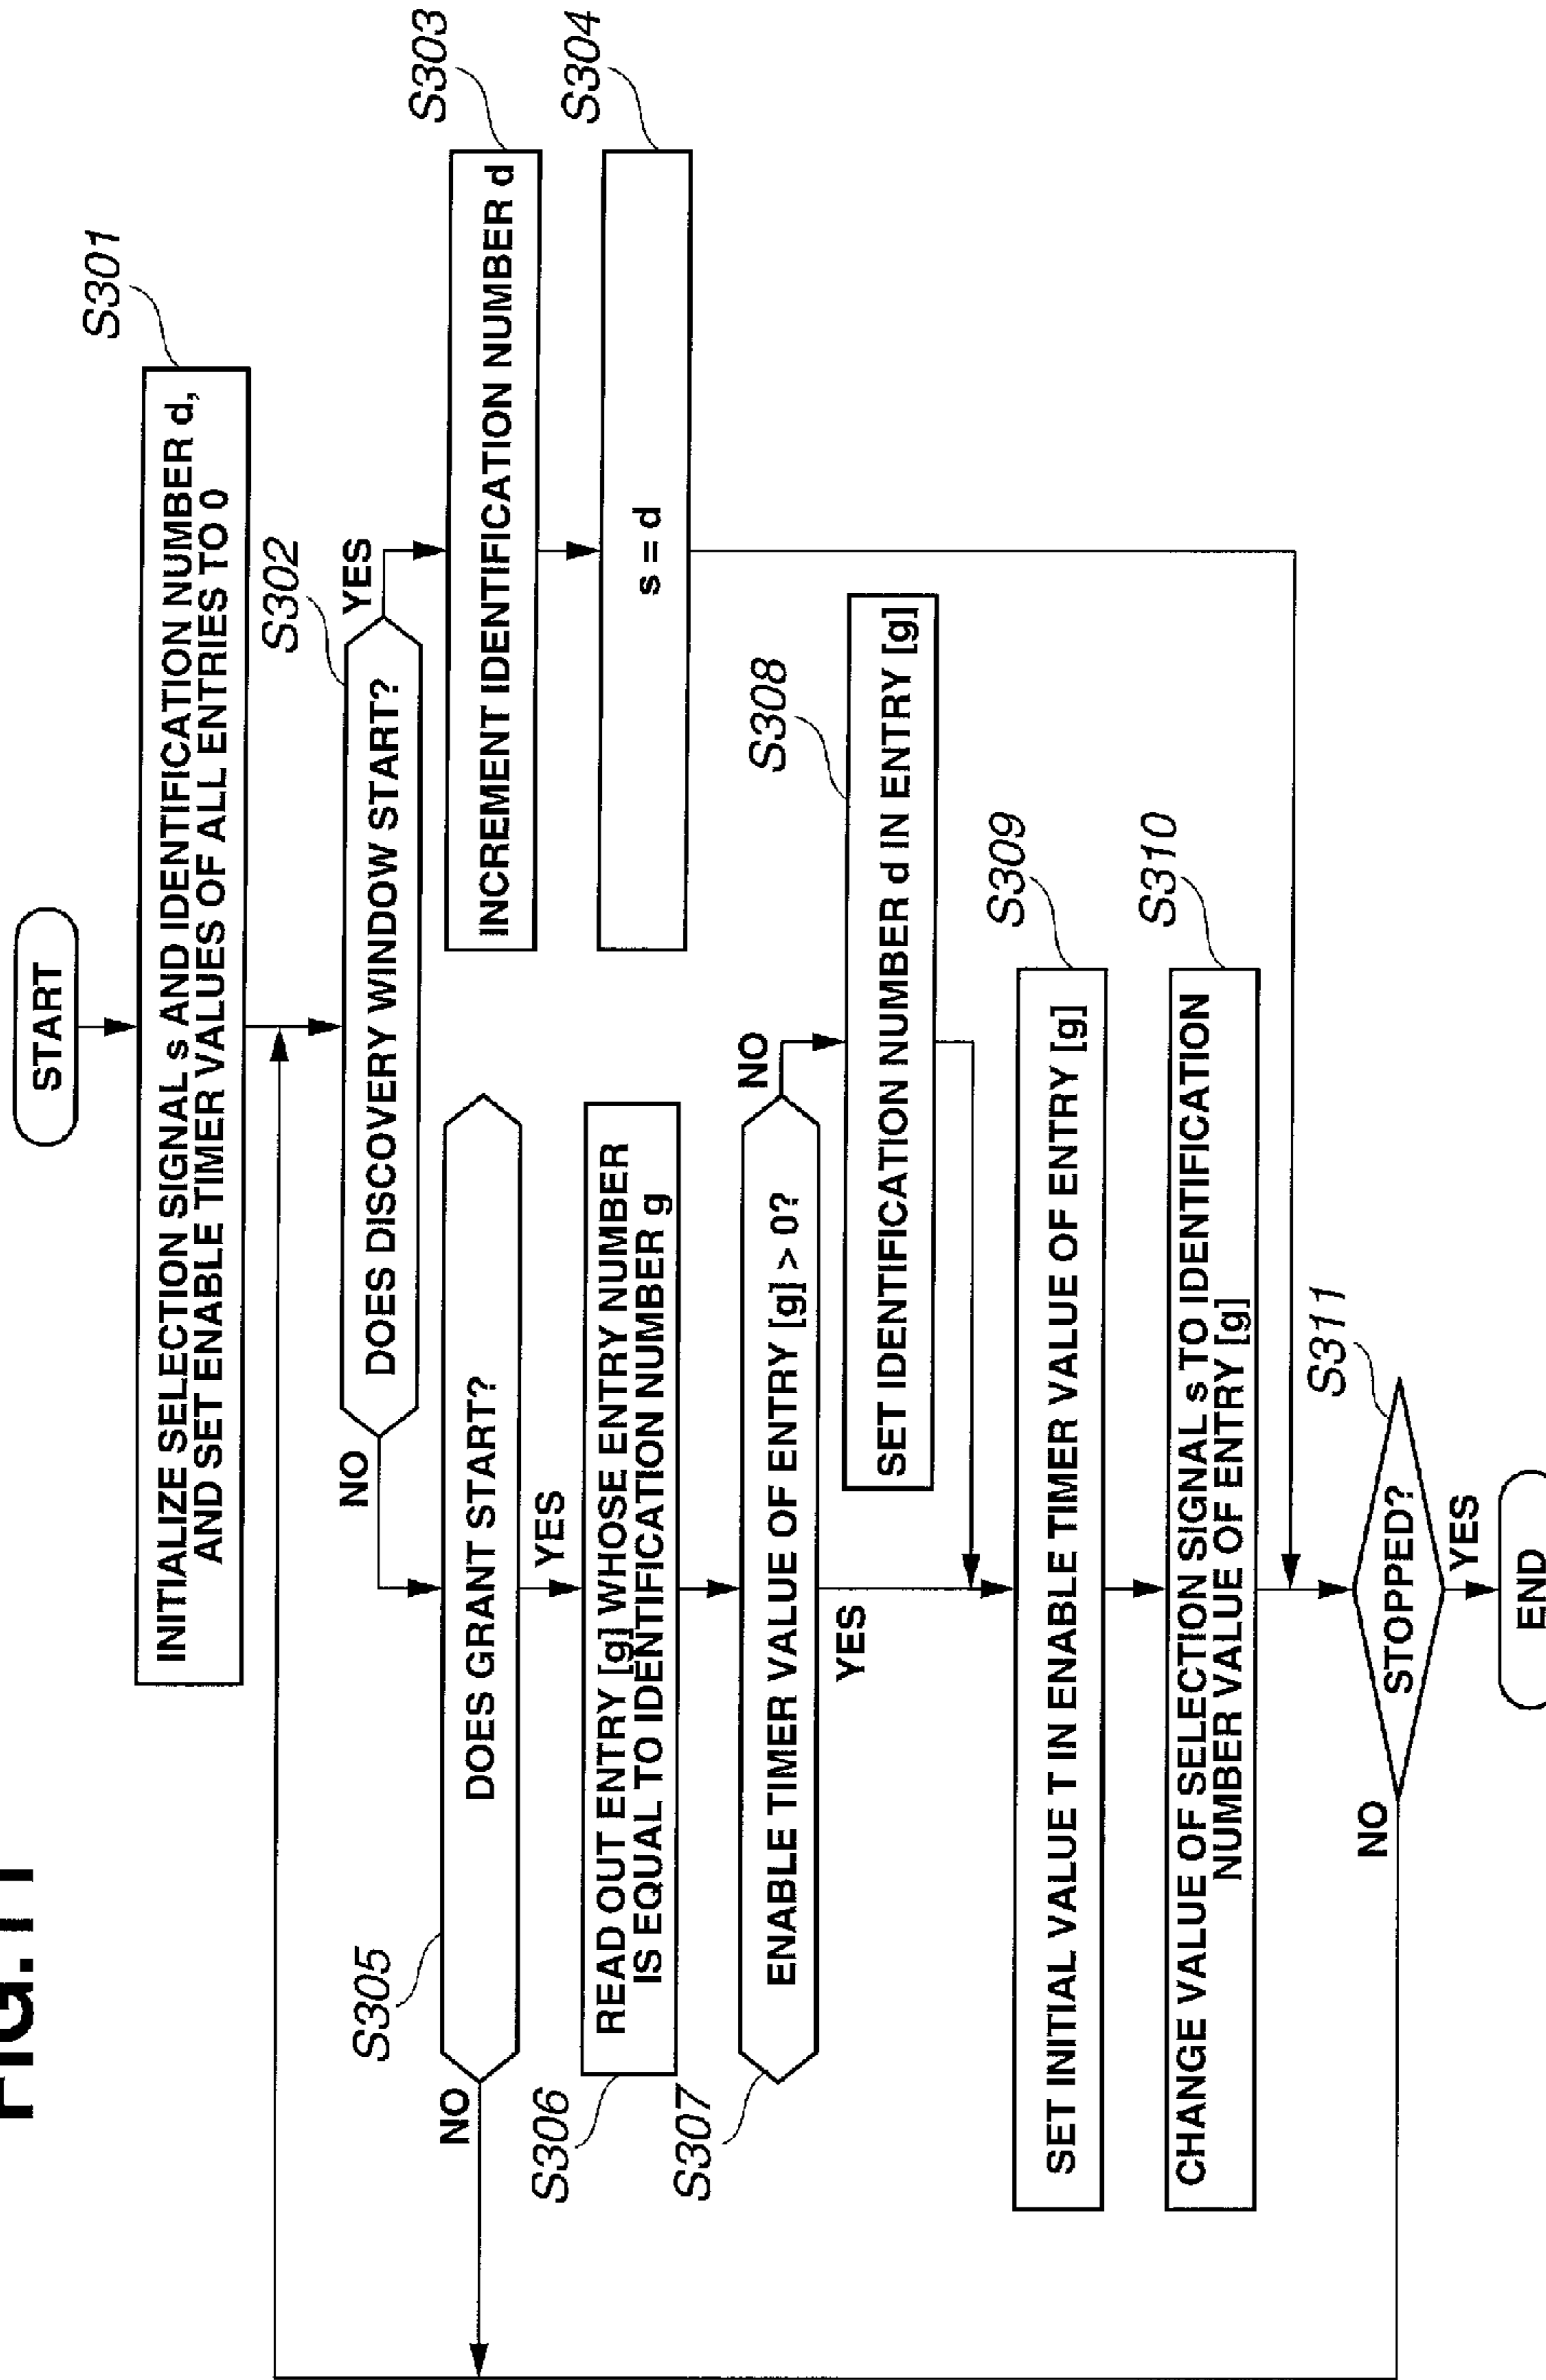 FIG.11
START
S301
INITIALIZE SELECTION SIGNAL s AND IDENTIFICATION NUMBER d,
AND SET ENABLE TIMER VALUES OF ALL ENTRIES TO 0
S302
DOES DISCOVERY WINDOW START?
NO
YES
S303
INCREMENT IDENTIFICATION NUMBER d
S304
s = d
S305
DOES GRANT START?
NO
YES
S306
READ OUT ENTRY [g] WHOSE ENTRY NUMBER
IS EQUAL TO IDENTIFICATION NUMBER g
S307
ENABLE TIMER VALUE OF ENTRY [g] > 0?
NO
YES
S308
SET IDENTIFICATION NUMBER d IN ENTRY [g]
S309
SET INITIAL VALUE T IN ENABLE TIMER VALUE OF ENTRY [g]
S310
CHANGE VALUE OF SELECTION SIGNAL s TO IDENTIFICATION
NUMBER VALUE OF ENTRY [g]
S311
STOPPED?
NO
YES
END